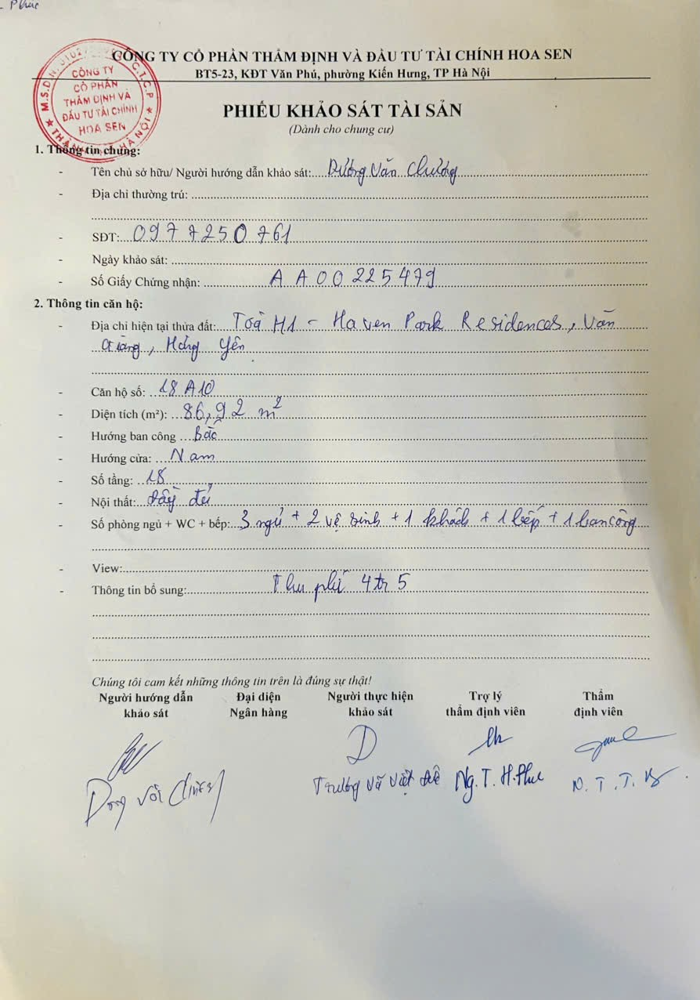 Phúc
CÔNG TY CỔ PHẦN THẨM ĐỊNH VÀ ĐẦU TƯ TÀI CHÍNH HOA SEN
BT5-23, KĐT Văn Phú, phường Kiến Hưng, TP Hà Nội
CÔNG TY
CỔ PHẦN
THẨM ĐỊNH VÀ
ĐẦU TƯ TÀI CHÍNH
HOA SEN
PHIẾU KHẢO SÁT TÀI SẢN
(Dành cho chung cư)
1. Thông tin chung:
- Tên chủ sở hữu/ Người hướng dẫn khảo sát: Dương Văn Chương
- Địa chỉ thường trú:
- SĐT: 0977250761
- Ngày khảo sát:
- Số Giấy Chứng nhận: AA00225479
2. Thông tin căn hộ:
- Địa chỉ hiện tại thửa đất: Toà H1 - Haven Park Residences, Văn
Giang, Hưng Yên
- Căn hộ số: 18A10
- Diện tích (m²): 86,92 m²
- Hướng ban công Bắc
- Hướng cửa: Nam
- Số tầng: 18
- Nội thất: đầy đủ
- Số phòng ngủ + WC + bếp: 3 ngủ + 2 vệ sinh + 1 khách + 1 bếp + 1 ban công
- View:
- Thông tin bổ sung: Thu phí 4tr5
Chúng tôi cam kết những thông tin trên là đúng sự thật!
Người hướng dẫn khảo sát
Đại diện Ngân hàng
Người thực hiện khảo sát
Trợ lý thẩm định viên
Thẩm định viên
Trương Vũ Việt
Ng. T. H. Phúc
N. T. T.